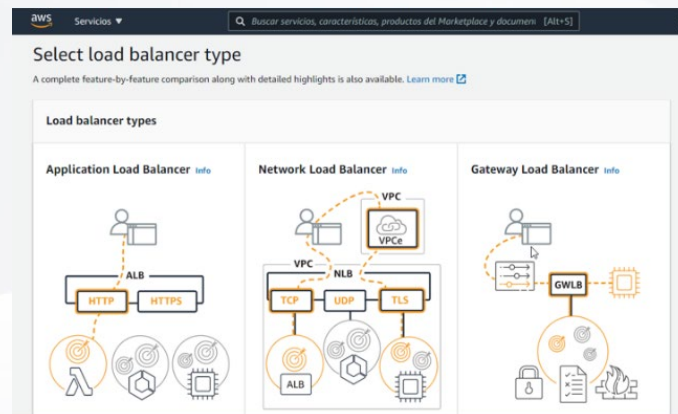 aws Servicios ▼ Buscar servicios, características, productos del Marketplace y documen [Alt+S]
Select load balancer type
A complete feature-by-feature comparison along with detailed highlights is also available. Learn more
Load balancer types
Application Load Balancer Info
Network Load Balancer Info
Gateway Load Balancer Info
ALB
HTTP
HTTPS
VPC
VPCe
VPC
NLB
TCP
UDP
TLS
ALB
GWLB